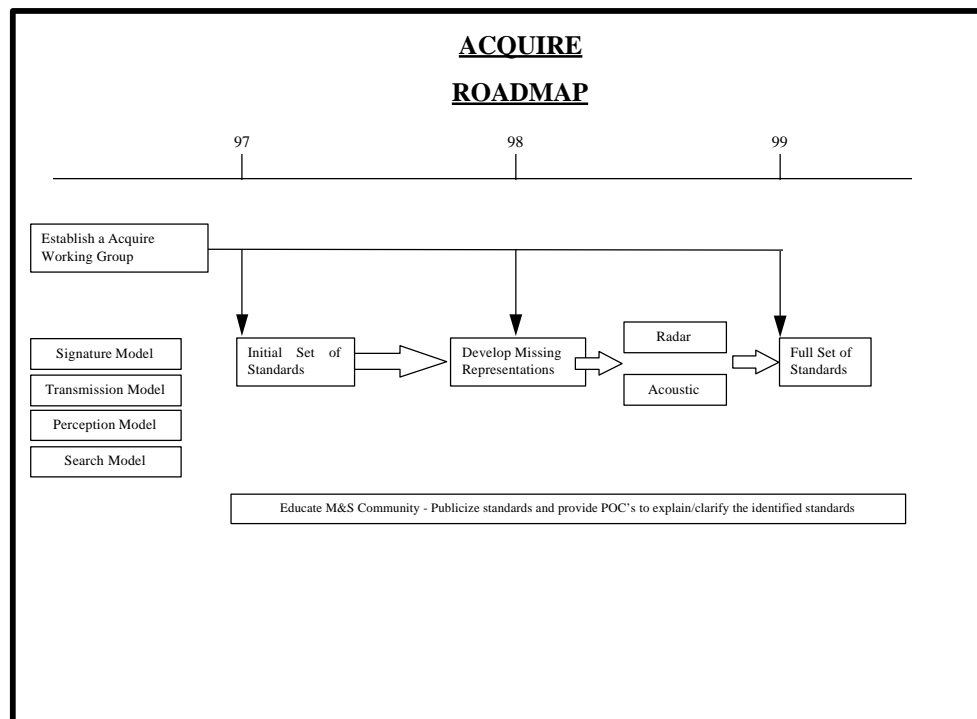 ACQUIRE
ROADMAP
97 98 99
Establish a Acquire
Working Group
Signature Model
Transmission Model
Perception Model
Search Model
Initial Set of
Standards
Develop Missing
Representations
Radar
Acoustic
Full Set of
Standards
Educate M&S Community - Publicize standards and provide POC's to explain/clarify the identified standards